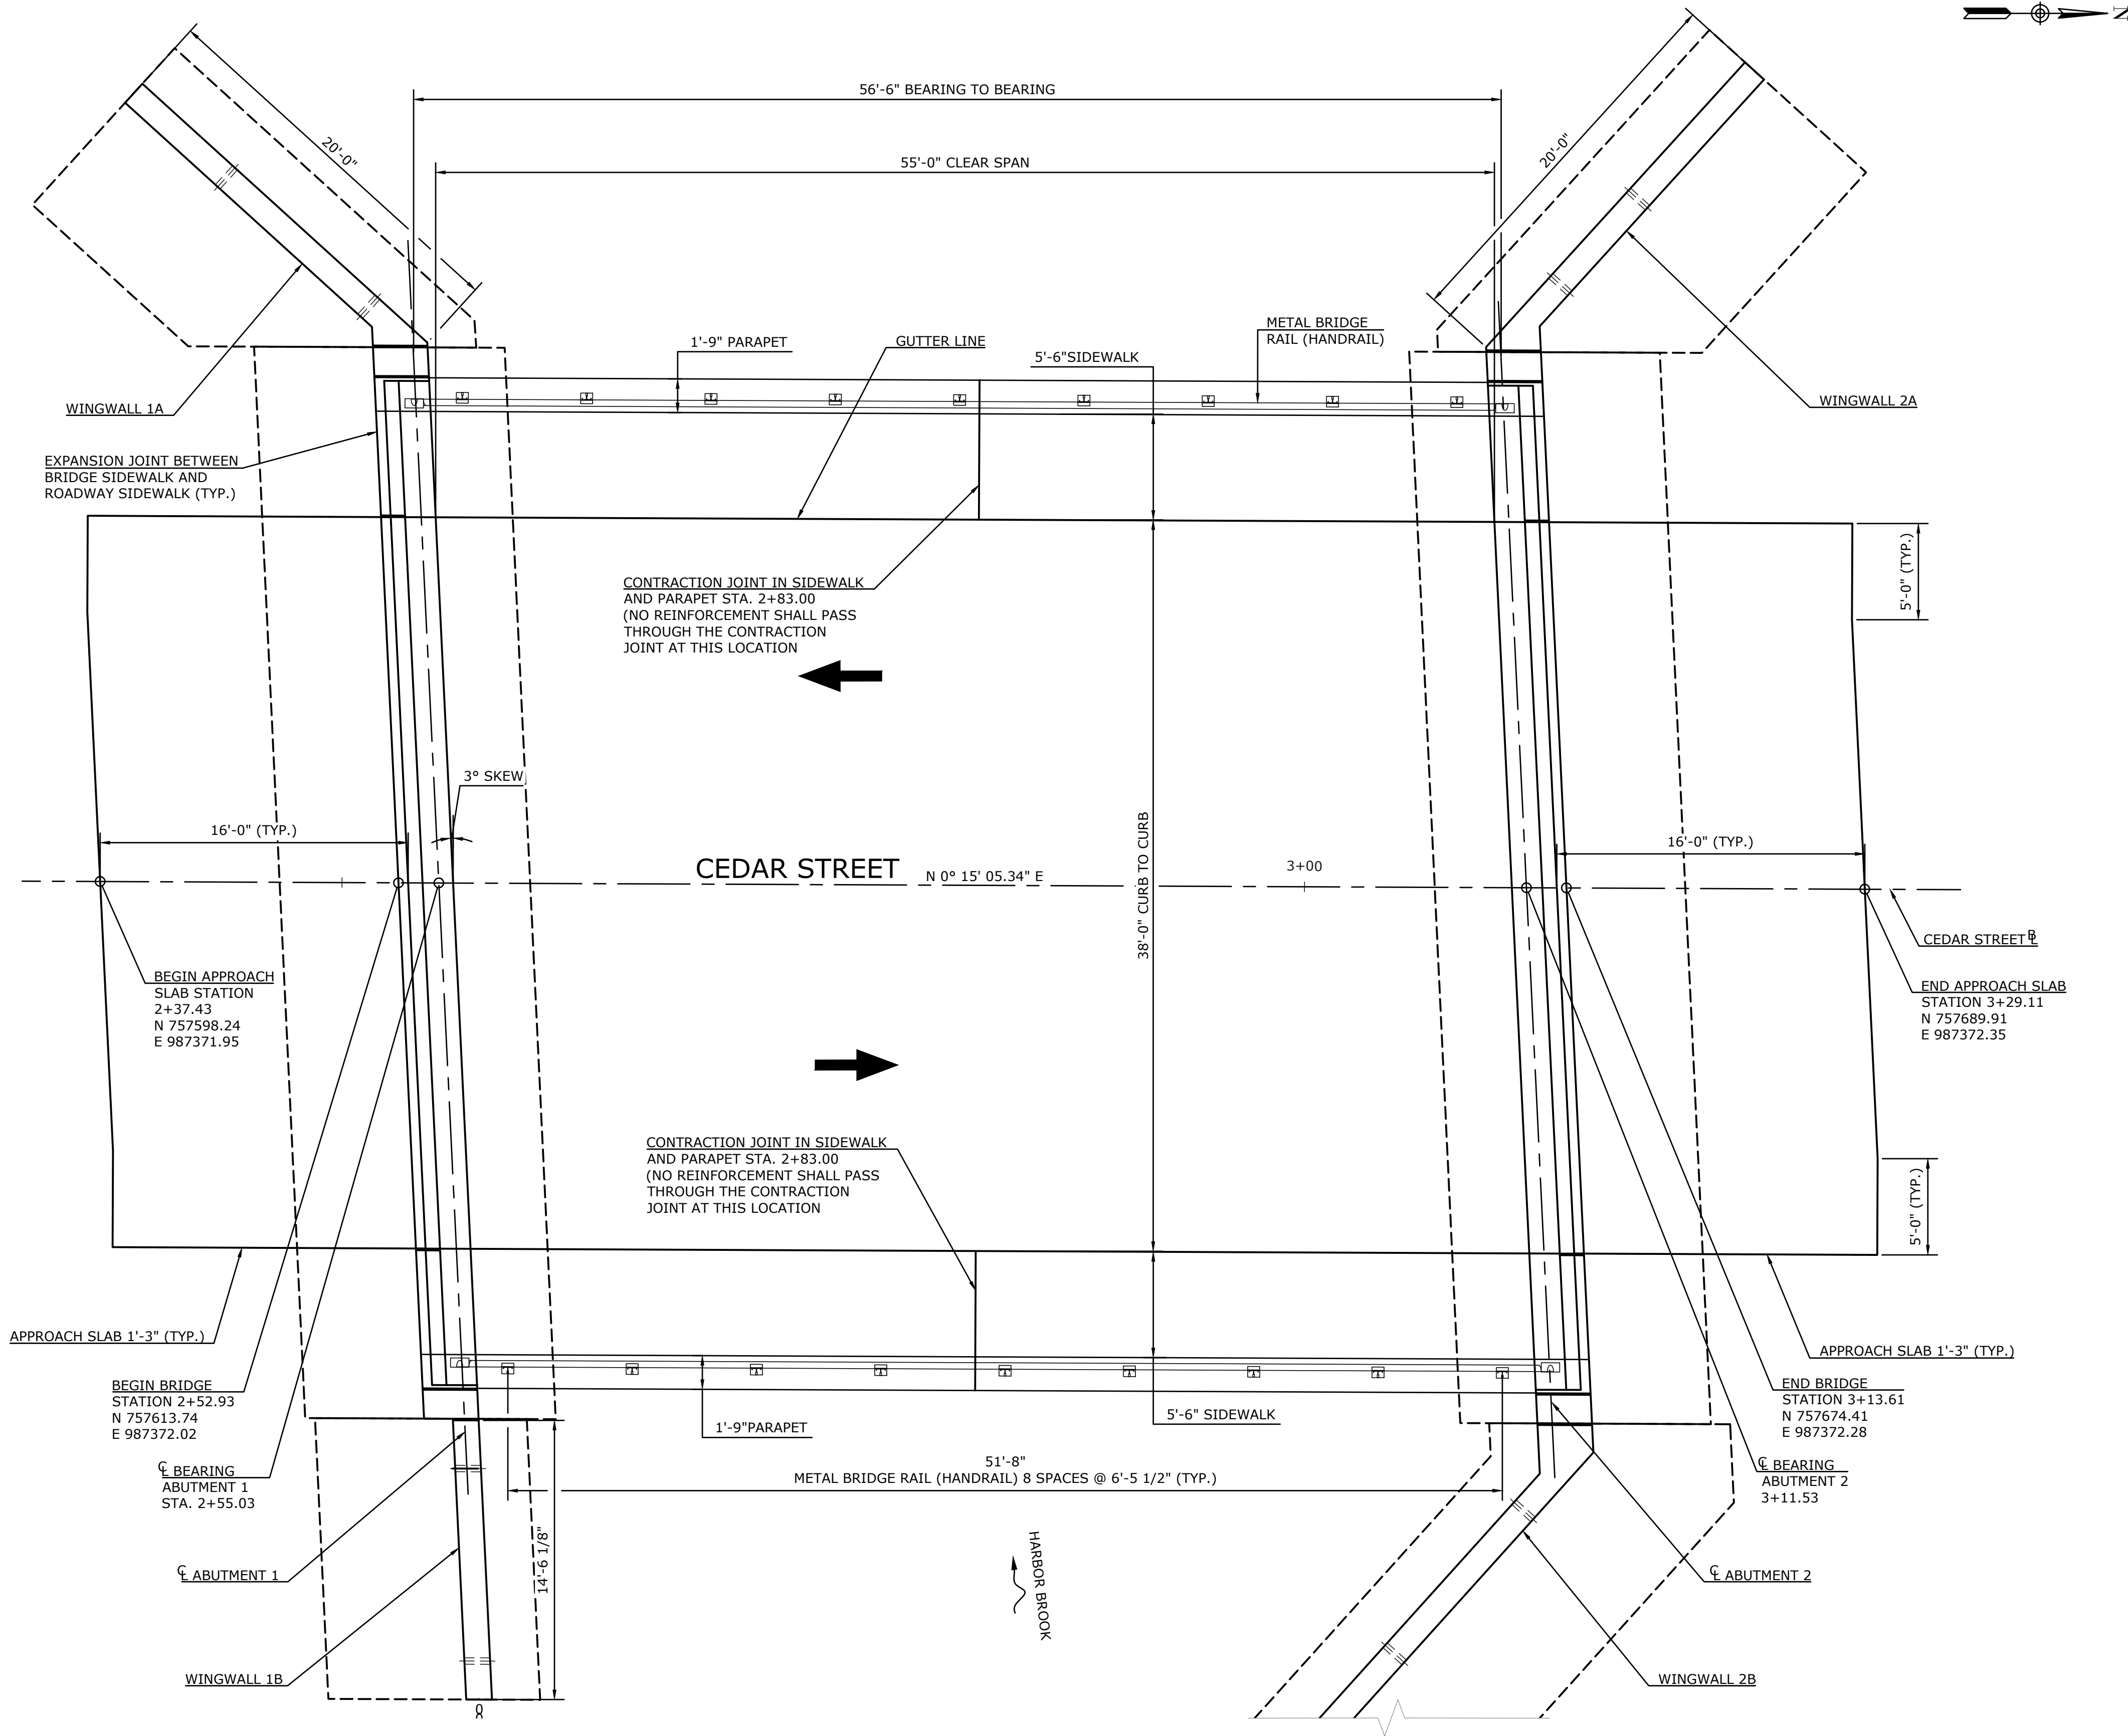 56'-6" BEARING TO BEARING
55'-0" CLEAR SPAN
20'-0"
20'-0"
1'-9" PARAPET
GUTTER LINE
METAL BRIDGE
RAIL (HANDRAIL)
5'-6"SIDEWALK
WINGWALL 1A
WINGWALL 2A
EXPANSION JOINT BETWEEN
BRIDGE SIDEWALK AND
ROADWAY SIDEWALK (TYP.)
5'-0" (TYP.)
CONTRACTION JOINT IN SIDEWALK
AND PARAPET STA. 2+83.00
(NO REINFORCEMENT SHALL PASS
THROUGH THE CONTRACTION
JOINT AT THIS LOCATION
3° SKEW
16'-0" (TYP.)
16'-0" (TYP.)
CEDAR STREET
N 0° 15' 05.34" E
38'-0" CURB TO CURB
3+00
CEDAR STREET BL
BEGIN APPROACH
SLAB STATION
2+37.43
N 757598.24
E 987371.95
END APPROACH SLAB
STATION 3+29.11
N 757689.91
E 987372.35
CONTRACTION JOINT IN SIDEWALK
AND PARAPET STA. 2+83.00
(NO REINFORCEMENT SHALL PASS
THROUGH THE CONTRACTION
JOINT AT THIS LOCATION
5'-0" (TYP.)
APPROACH SLAB 1'-3" (TYP.)
APPROACH SLAB 1'-3" (TYP.)
BEGIN BRIDGE
STATION 2+52.93
N 757613.74
E 987372.02
END BRIDGE
STATION 3+13.61
N 757674.41
E 987372.28
1'-9"PARAPET
5'-6" SIDEWALK
51'-8"
METAL BRIDGE RAIL (HANDRAIL) 8 SPACES @ 6'-5 1/2" (TYP.)
CL BEARING
ABUTMENT 1
STA. 2+55.03
CL BEARING
ABUTMENT 2
3+11.53
14'-6 1/8"
HARBOR BROOK
CL ABUTMENT 1
CL ABUTMENT 2
WINGWALL 1B
WINGWALL 2B